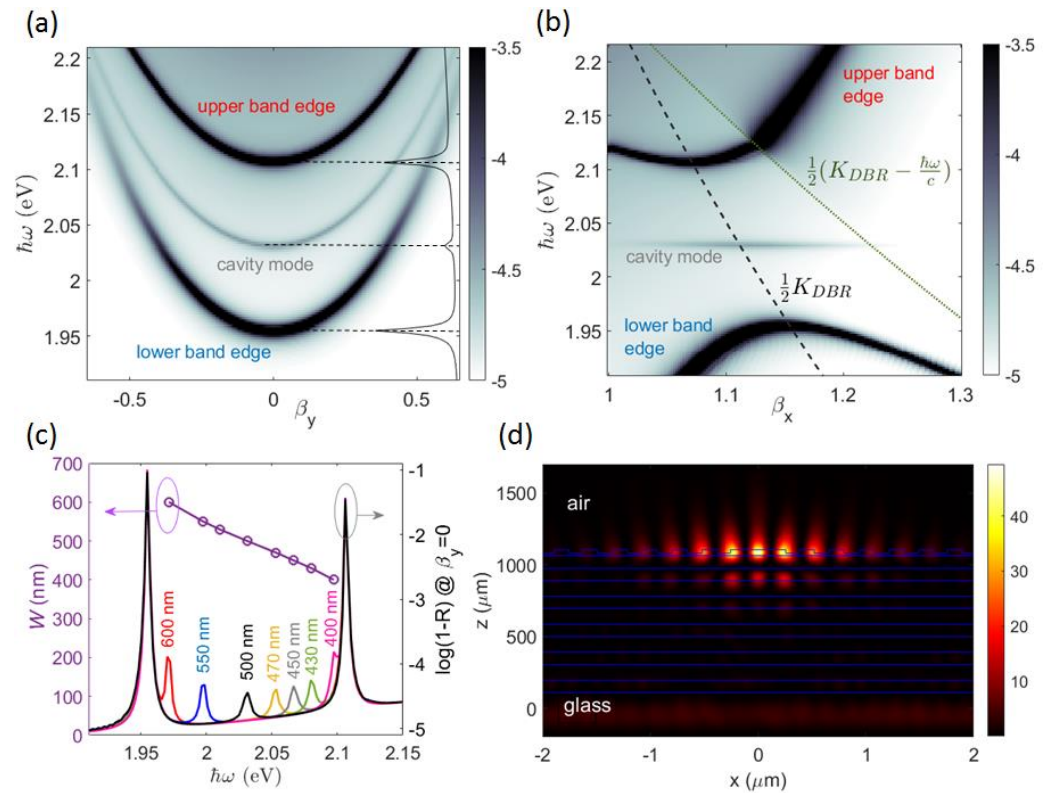 (a)
2.2
2.15
2.1
2.05
2
1.95
ħω (eV)
upper band edge
cavity mode
lower band edge
-0.5
0
0.5
β_y
-3.5
-4
-4.5
-5
(b)
2.2
2.15
2.1
2.05
2
1.95
ħω (eV)
upper band
edge
½(K_DBR − ħω/c)
cavity mode
½K_DBR
lower band
edge
1
1.1
1.2
1.3
β_x
-3.5
-4
-4.5
-5
(c)
700
600
500
400
300
200
100
0
W (nm)
600 nm
550 nm
500 nm
470 nm
450 nm
430 nm
400 nm
-1
-2
-3
-4
-5
log(1-R) @ β_y=0
1.95
2
2.05
2.1
2.15
ħω (eV)
(d)
1500
1000
500
0
z (μm)
air
glass
-2
-1
0
1
2
x (μm)
40
30
20
10